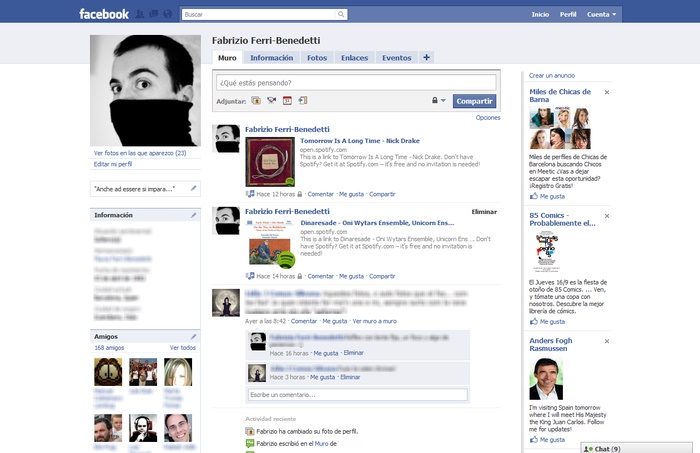 facebook
Buscar
Inicio Perfil Cuenta
Fabrizio Ferri-Benedetti
Muro Información Fotos Enlaces Eventos +
¿Qué estás pensando?
Adjuntar:
Compartir
Opciones
Ver fotos en las que aparezco (23)
Editar mi perfil
"Anche ad essere si impara..."
Información
Amigos
168 amigos Ver todos
Fabrizio Ferri-Benedetti
Tomorrow Is A Long Time - Nick Drake
open.spotify.com
This is a link to Tomorrow Is A Long Time - Nick Drake. Don't have
Spotify? Get it at Spotify.com – it's free and no invitation is needed!
Hace 12 horas · Comentar · Me gusta · Compartir
Fabrizio Ferri-Benedetti
Eliminar
Dinaresade - Oni Wytars Ensemble, Unicorn Ens...
open.spotify.com
This is a link to Dinaresade - Oni Wytars Ensemble, Unicorn Ens... . Don't
have Spotify? Get it at Spotify.com – it's free and no invitation is
needed!
Hace 14 horas · Comentar · Me gusta · Compartir
Ayer a las 8:42 · Comentar · Me gusta · Ver muro a muro
Hace 16 horas · Me gusta · Eliminar
Hace 3 horas · Me gusta · Eliminar
Escribe un comentario...
Actividad reciente
Fabrizio ha cambiado su foto de perfil.
Fabrizio escribió en el Muro de
Crear un anuncio
Miles de Chicas de
Barna
Miles de perfiles de Chicas de
Barcelona buscando Chicos
en Meetic ¿Vas a dejar
escapar esta oportunidad?
¡Registro Gratis!
Me gusta
85 Comics -
Probablemente el...
El Jueves 16/9 es la fiesta de
otoño de 85 Cómics. ... Ven,
y tómate una copa con
nosotros. Descubre la mejor
librería de cómics.
Me gusta
Anders Fogh
Rasmussen
I'm visiting Spain tomorrow
where I will meet His Majesty
the King Juan Carlos. Follow
me for updates!
Me gusta
Chat (9)